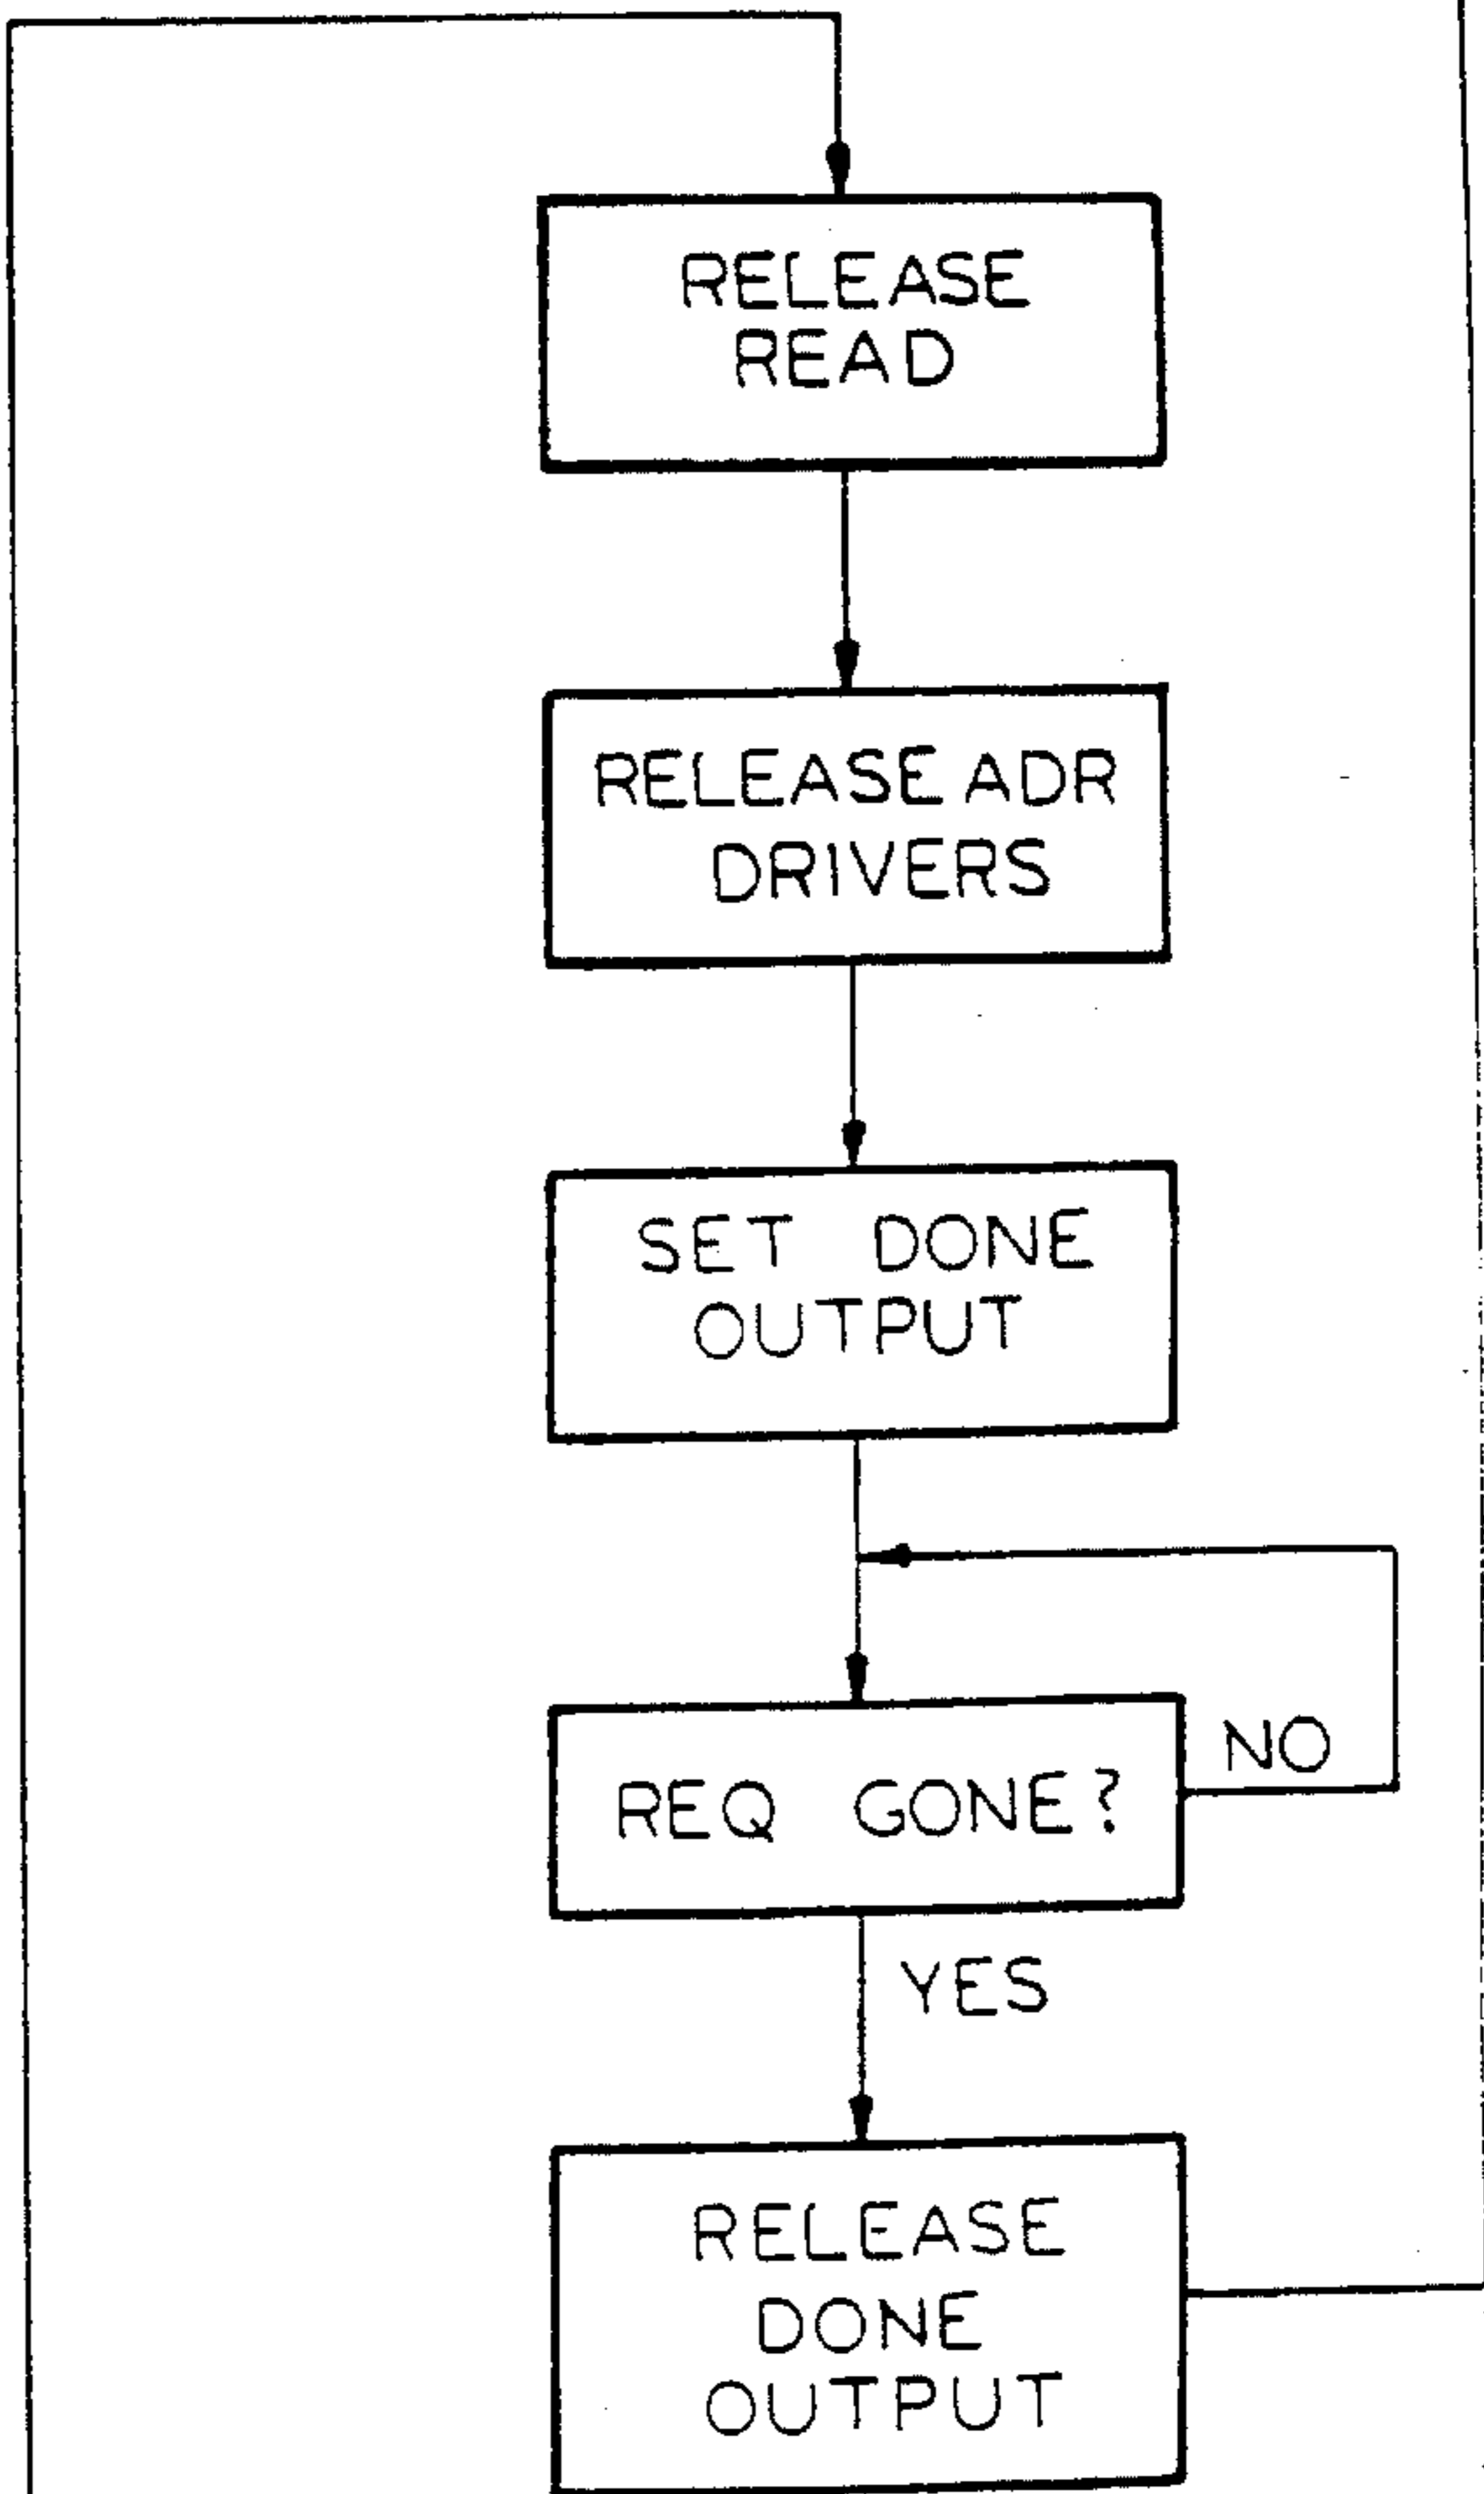 RELEASE
READ
RELEASE ADR
DRIVERS
SET DONE
OUTPUT
REQ GONE?
NO
YES
RELEASE
DONE
OUTPUT